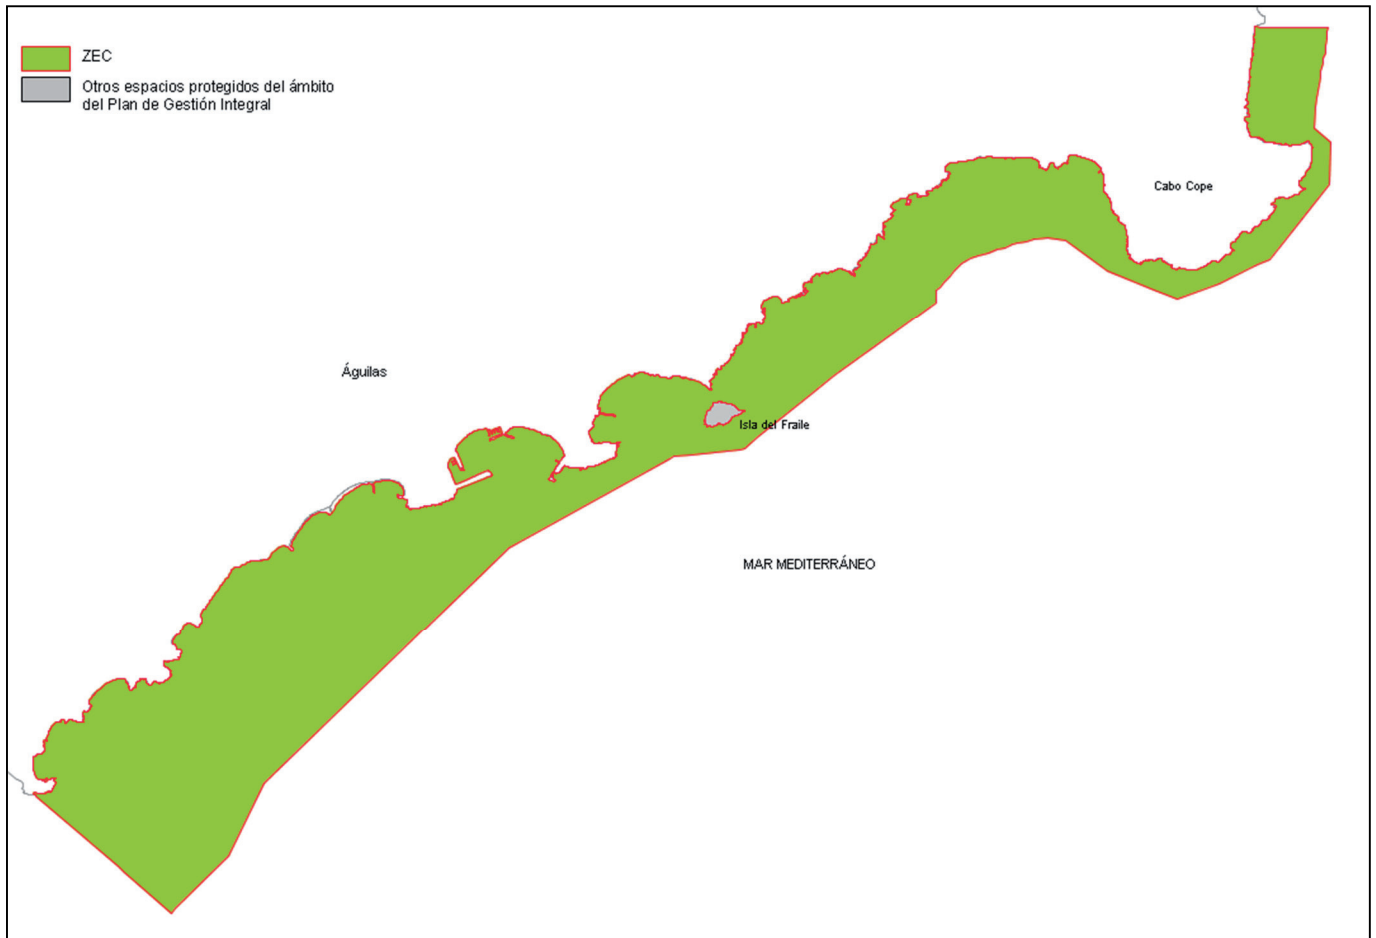 ZEC
Otros espacios protegidos del ámbito
del Plan de Gestión Integral
Cabo Cope
Águilas
Isla del Fraile
MAR MEDITERRÁNEO